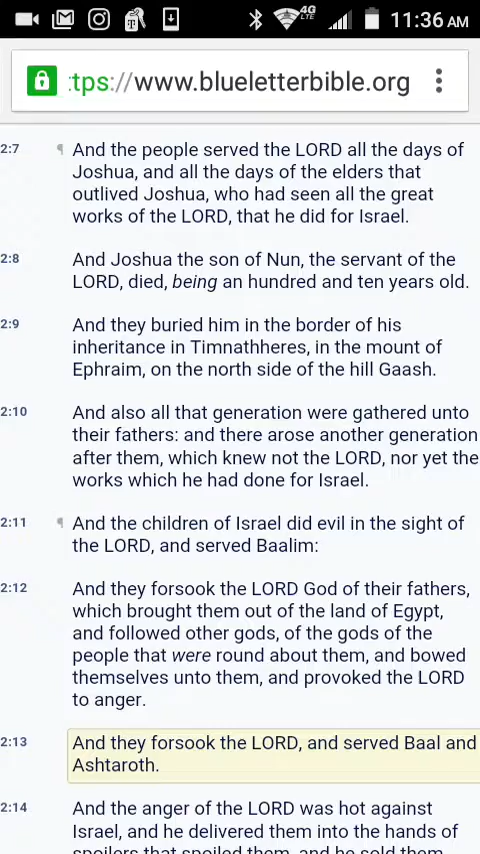 4G
LTE
11:36 AM
tps://www.blueletterbible.org
2:7 ¶ And the people served the LORD all the days of
Joshua, and all the days of the elders that
outlived Joshua, who had seen all the great
works of the LORD, that he did for Israel.
2:8 And Joshua the son of Nun, the servant of the
LORD, died, being an hundred and ten years old.
2:9 And they buried him in the border of his
inheritance in Timnathheres, in the mount of
Ephraim, on the north side of the hill Gaash.
2:10 And also all that generation were gathered unto
their fathers: and there arose another generation
after them, which knew not the LORD, nor yet the
works which he had done for Israel.
2:11 ¶ And the children of Israel did evil in the sight of
the LORD, and served Baalim:
2:12 And they forsook the LORD God of their fathers,
which brought them out of the land of Egypt,
and followed other gods, of the gods of the
people that were round about them, and bowed
themselves unto them, and provoked the LORD
to anger.
2:13 And they forsook the LORD, and served Baal and
Ashtaroth.
2:14 And the anger of the LORD was hot against
Israel, and he delivered them into the hands of
spoilers that spoiled them, and he sold them